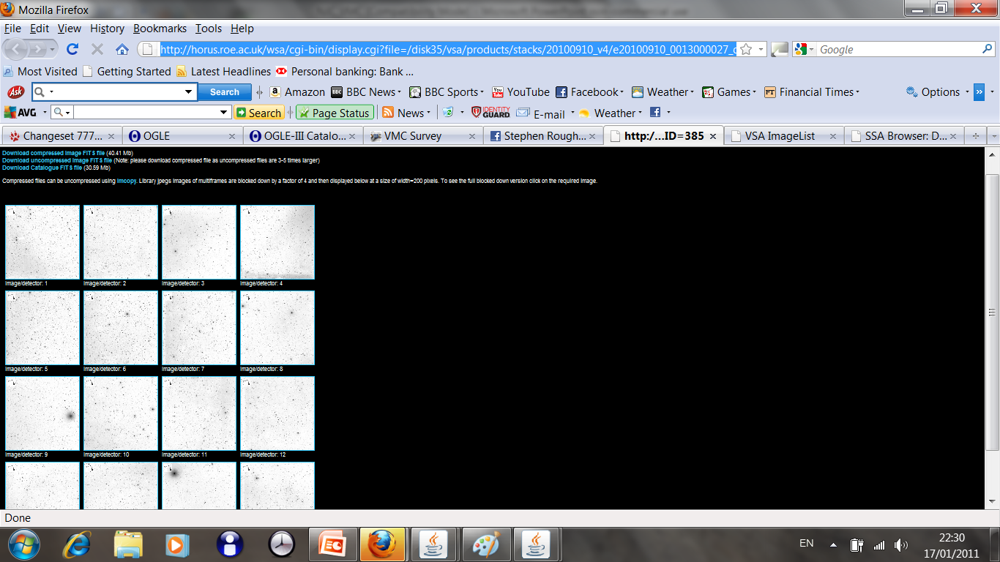 Mozilla Firefox
File Edit View History Bookmarks Tools Help
http://horus.roe.ac.uk/wsa/cgi-bin/display.cgi?file=/disk35/vsa/products/stacks/20100910_v4/e20100910_0013000027_
Google
Most Visited Getting Started Latest Headlines Personal banking: Bank ...
Ask Search Amazon BBC BBC News BBC Sports You Tube YouTube Facebook Weather Games FT Financial Times Options »
AVG Search Page Status News IDENTITY GUARD E-mail Weather
Changeset 777... OGLE OGLE-III Catalo... VMC Survey Stephen Rough... http:/...ID=385 VSA ImageList SSA Browser: D...
Download compressed image FITS file (40.41 Mb)
Download uncompressed image FITS file (Note: please download compressed file as uncompressed files are 3-5 times larger)
Download Catalogue FITS file (30.59 Mb)
Compressed files can be uncompressed using imcopy. Library jpegs images of multiframes are blocked down by a factor of 4 and then displayed below at a size of width=200 pixels. To see the full blocked down version click on the required image.
Image/detector: 1 Image/detector: 2 Image/detector: 3 Image/detector: 4
Image/detector: 5 Image/detector: 6 Image/detector: 7 Image/detector: 8
Image/detector: 9 Image/detector: 10 Image/detector: 11 Image/detector: 12
Done
EN
22:30
17/01/2011